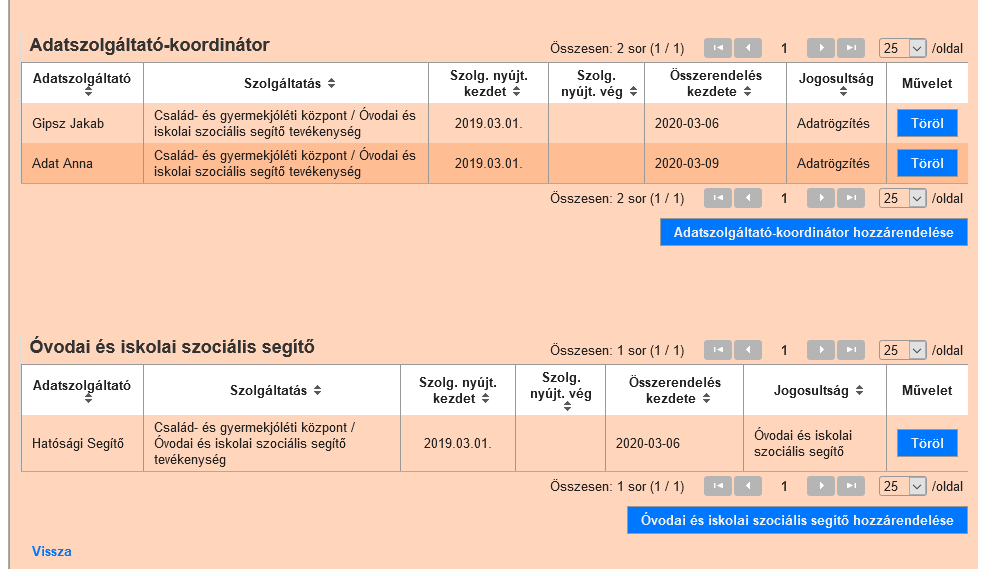 Adatszolgáltató-koordinátor
Összesen: 2 sor (1 / 1) 1 25 /oldal
Adatszolgáltató Szolgáltatás Szolg. nyújt. kezdet Szolg. nyújt. vég Összerendelés kezdete Jogosultság Művelet
Gipsz Jakab Család- és gyermekjóléti központ / Óvodai és iskolai szociális segítő tevékenység 2019.03.01. 2020-03-06 Adatrögzítés Töröl
Adat Anna Család- és gyermekjóléti központ / Óvodai és iskolai szociális segítő tevékenység 2019.03.01. 2020-03-09 Adatrögzítés Töröl
Összesen: 2 sor (1 / 1) 1 25 /oldal
Adatszolgáltató-koordinátor hozzárendelése
Óvodai és iskolai szociális segítő
Összesen: 1 sor (1 / 1) 1 25 /oldal
Adatszolgáltató Szolgáltatás Szolg. nyújt. kezdet Szolg. nyújt. vég Összerendelés kezdete Jogosultság Művelet
Hatósági Segítő Család- és gyermekjóléti központ / Óvodai és iskolai szociális segítő tevékenység 2019.03.01. 2020-03-06 Óvodai és iskolai szociális segítő Töröl
Összesen: 1 sor (1 / 1) 1 25 /oldal
Óvodai és iskolai szociális segítő hozzárendelése
Vissza